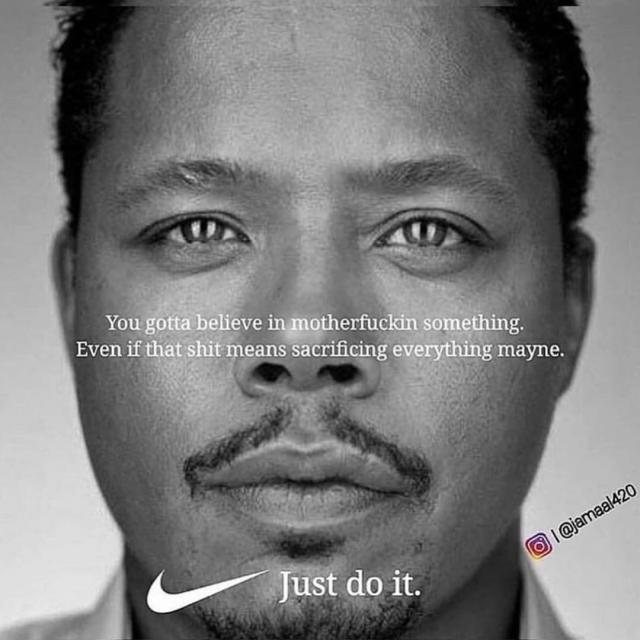 You gotta believe in motherfuckin something.
Even if that shit means sacrificing everything mayne.
| @jamaal420
Just do it.